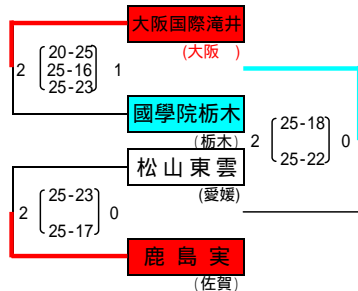 大阪国際滝井
(大阪　)
20-25
2 25-16 1
25-23
國學院栃木
(栃木)
25-18
2 0
25-22
松山東雲
(愛媛)
25-23
2 0
25-17
鹿島実
(佐賀)